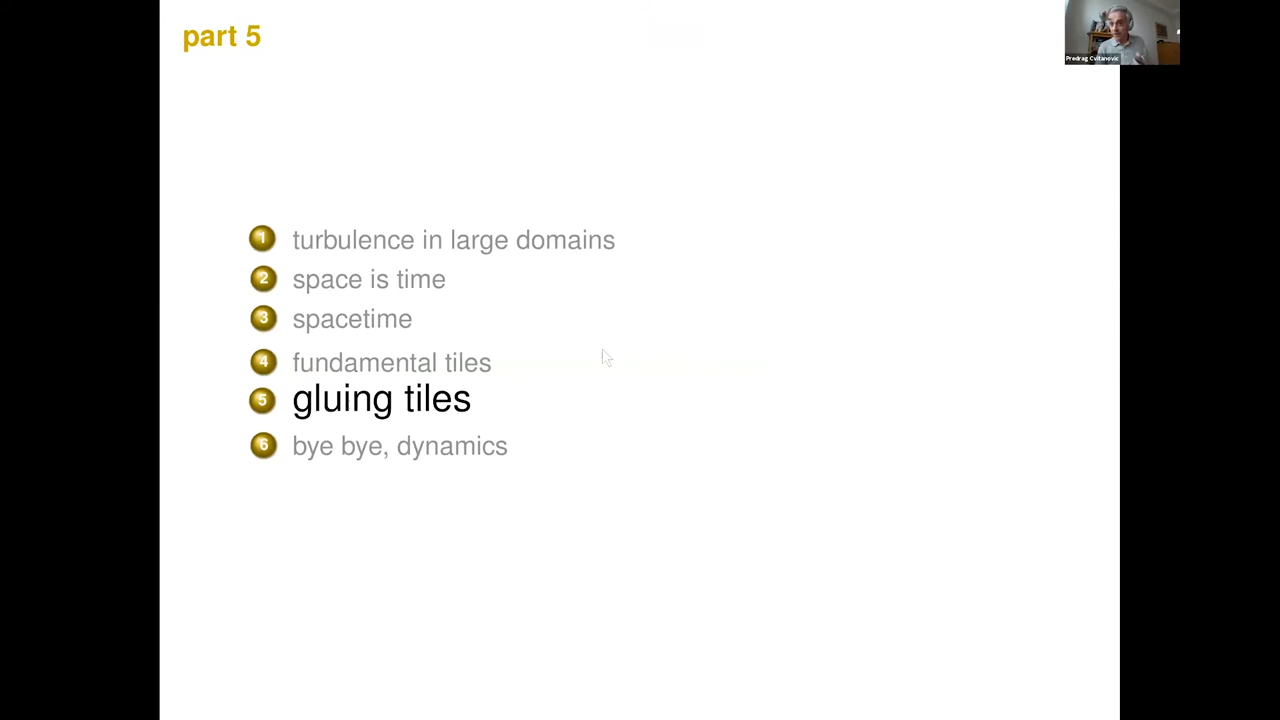 part 5
Predrag Cvitanovic
1 turbulence in large domains
2 space is time
3 spacetime
4 fundamental tiles
5 gluing tiles
6 bye bye, dynamics